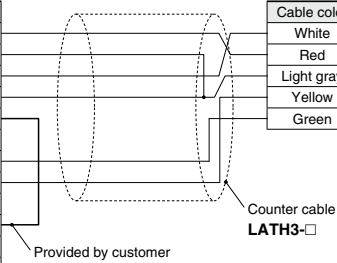 Cable colo
White
Red
Light gray
Yellow
Green
Counter cable
LATH3-□
Provided by customer